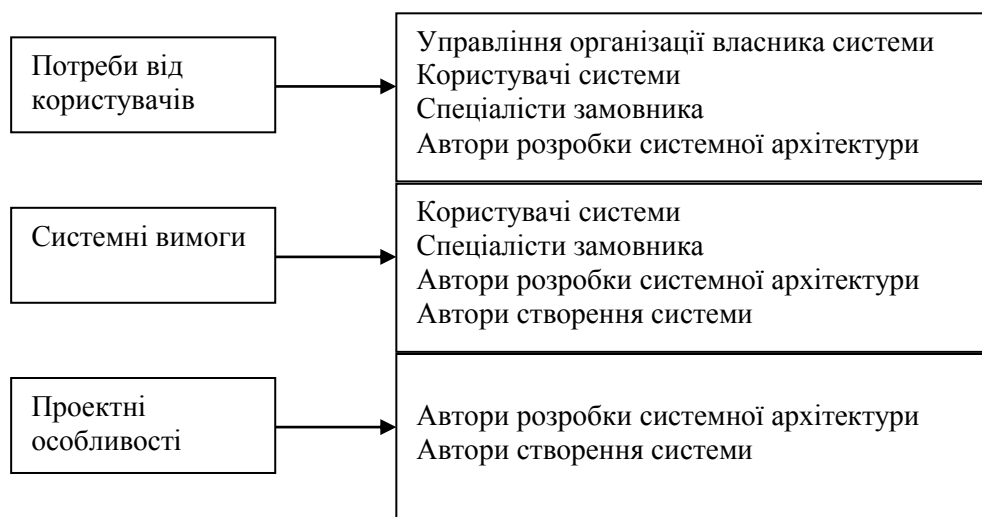 Потреби від
користувачів
Управління організації власника системи
Користувачі системи
Спеціалісти замовника
Автори розробки системної архітектури
Системні вимоги
Користувачі системи
Спеціалісти замовника
Автори розробки системної архітектури
Автори створення системи
Проектні
особливості
Автори розробки системної архітектури
Автори створення системи